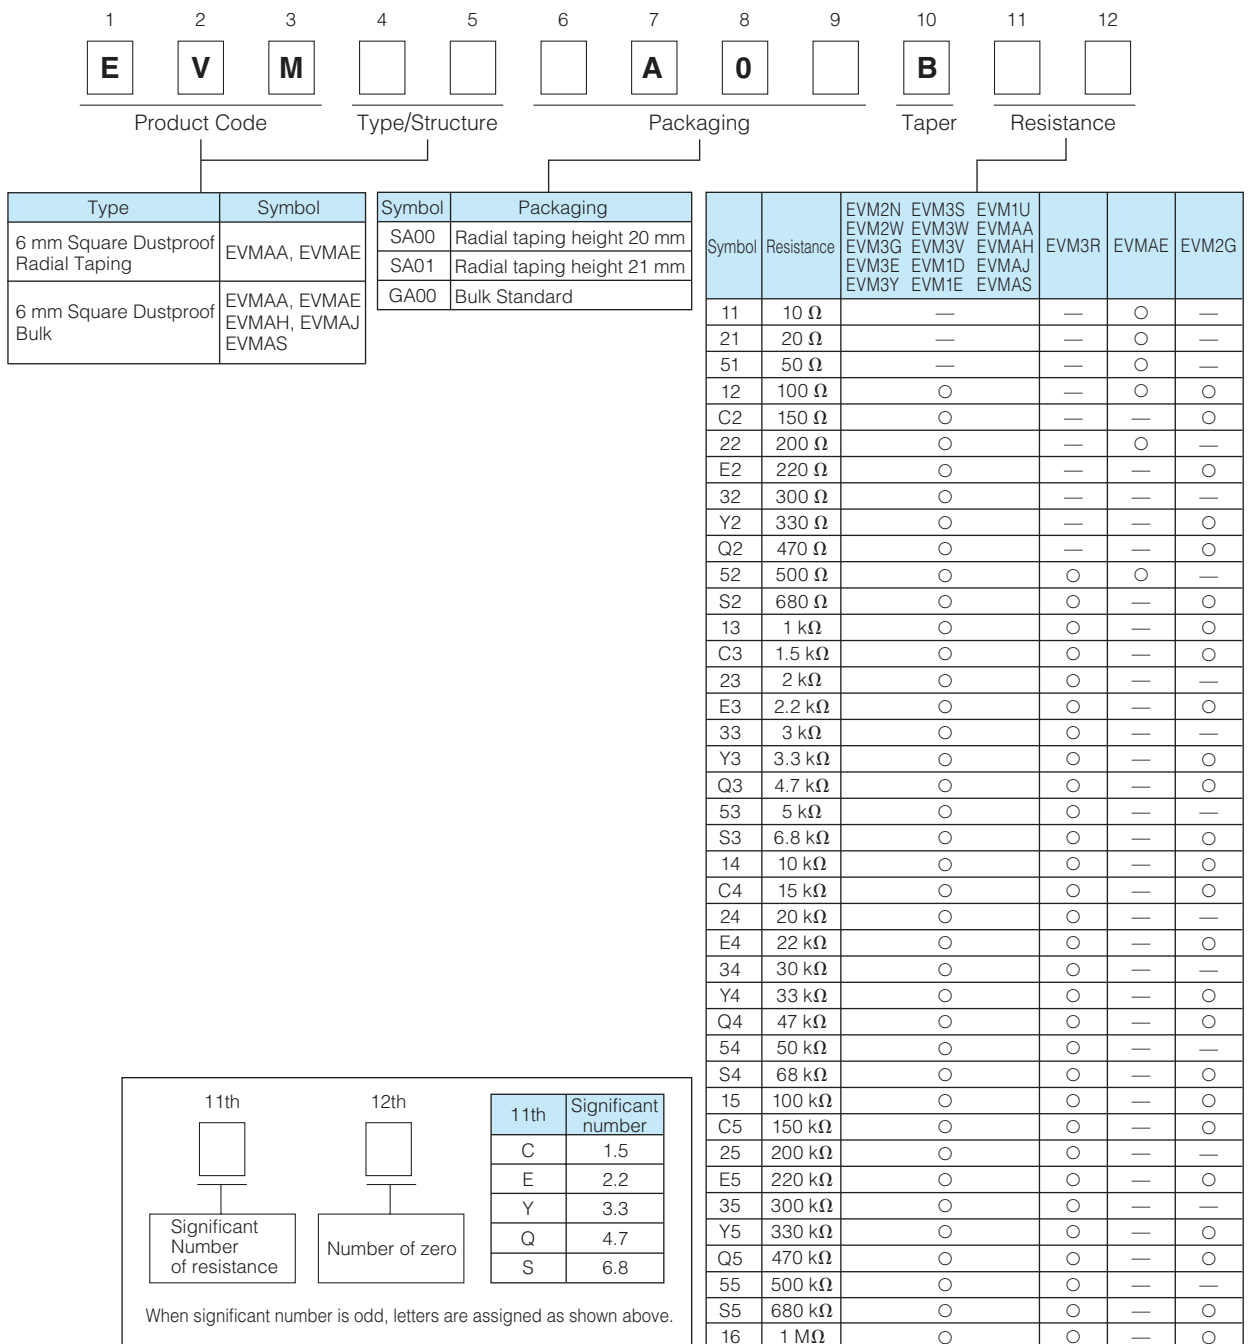 1 2 3 4 5 6 7 8 9 10 11 12
E V M A 0 B
Product Code Type/Structure Packaging Taper Resistance
Type Symbol
6 mm Square Dustproof
Radial Taping
EVMAA, EVMAE
6 mm Square Dustproof
Bulk
EVMAA, EVMAE
EVMAH, EVMAJ
EVMAS
Symbol Packaging
SA00 Radial taping height 20 mm
SA01 Radial taping height 21 mm
GA00 Bulk Standard
Symbol Resistance
EVM2N EVM3S EVM1U
EVM2W EVM3W EVMAA
EVM3G EVM3V EVMAH
EVM3E EVM1D EVMAJ
EVM3Y EVM1E EVMAS
EVM3R EVMAE EVM2G
11 10 Ω — — ○ —
21 20 Ω — — ○ —
51 50 Ω — — ○ —
12 100 Ω ○ — ○ ○
C2 150 Ω ○ — — ○
22 200 Ω ○ — ○ —
E2 220 Ω ○ — — ○
32 300 Ω ○ — — —
Y2 330 Ω ○ — — ○
Q2 470 Ω ○ — — ○
52 500 Ω ○ ○ ○ —
S2 680 Ω ○ ○ — ○
13 1 kΩ ○ ○ — ○
C3 1.5 kΩ ○ ○ — ○
23 2 kΩ ○ ○ — —
E3 2.2 kΩ ○ ○ — ○
33 3 kΩ ○ ○ — —
Y3 3.3 kΩ ○ ○ — ○
Q3 4.7 kΩ ○ ○ — ○
53 5 kΩ ○ ○ — —
S3 6.8 kΩ ○ ○ — ○
14 10 kΩ ○ ○ — ○
C4 15 kΩ ○ ○ — ○
24 20 kΩ ○ ○ — —
E4 22 kΩ ○ ○ — ○
34 30 kΩ ○ ○ — —
Y4 33 kΩ ○ ○ — ○
Q4 47 kΩ ○ ○ — ○
54 50 kΩ ○ ○ — —
S4 68 kΩ ○ ○ — ○
15 100 kΩ ○ ○ — ○
C5 150 kΩ ○ ○ — ○
25 200 kΩ ○ ○ — —
E5 220 kΩ ○ ○ — ○
35 300 kΩ ○ ○ — —
Y5 330 kΩ ○ ○ — ○
Q5 470 kΩ ○ ○ — ○
55 500 kΩ ○ ○ — —
S5 680 kΩ ○ ○ — ○
16 1 MΩ ○ ○ — ○
11th 12th
Significant
Number
of resistance
Number of zero
11th Significant
number
C 1.5
E 2.2
Y 3.3
Q 4.7
S 6.8
When significant number is odd, letters are assigned as shown above.